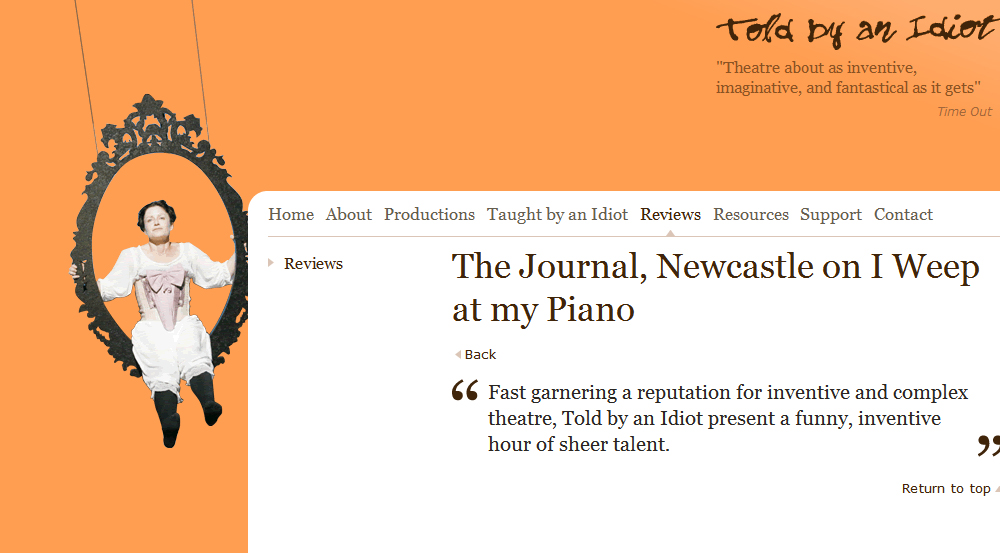 Told by an Idiot
"Theatre about as inventive,
imaginative, and fantastical as it gets"
Time Out
Home About Productions Taught by an Idiot Reviews Resources Support Contact
Reviews
The Journal, Newcastle on I Weep
at my Piano
Back
“ Fast garnering a reputation for inventive and complex
theatre, Told by an Idiot present a funny, inventive
hour of sheer talent. ”
Return to top